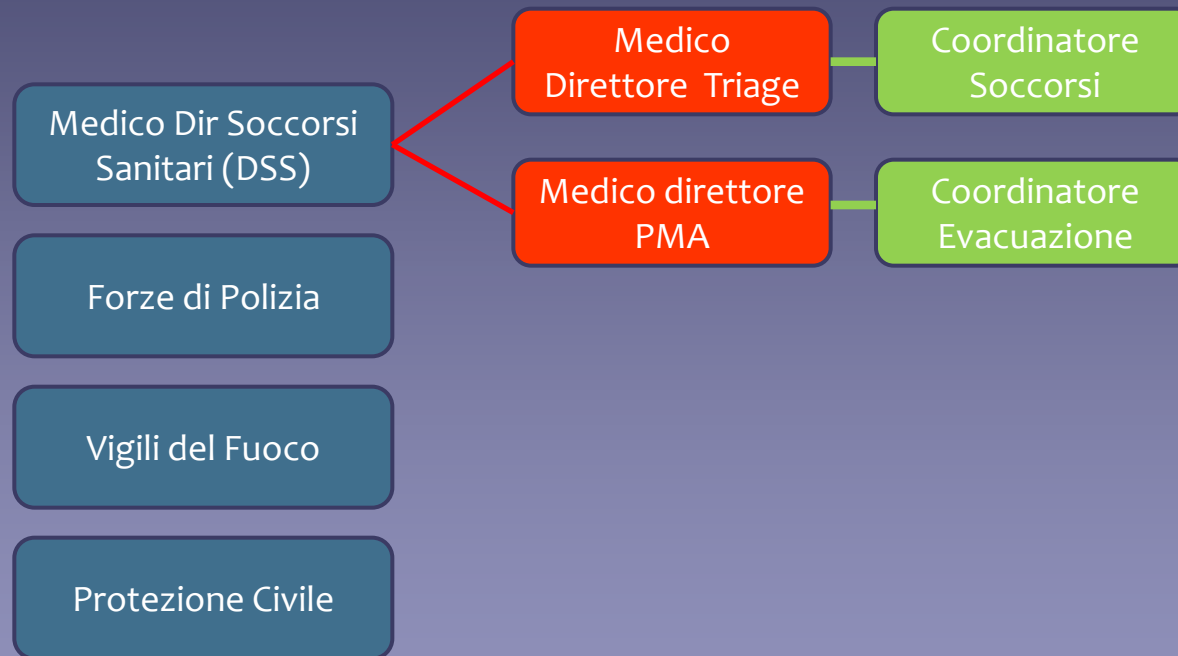 Medico Dir Soccorsi
Sanitari (DSS)
Medico
Direttore Triage
Coordinatore
Soccorsi
Medico direttore
PMA
Coordinatore
Evacuazione
Forze di Polizia
Vigili del Fuoco
Protezione Civile